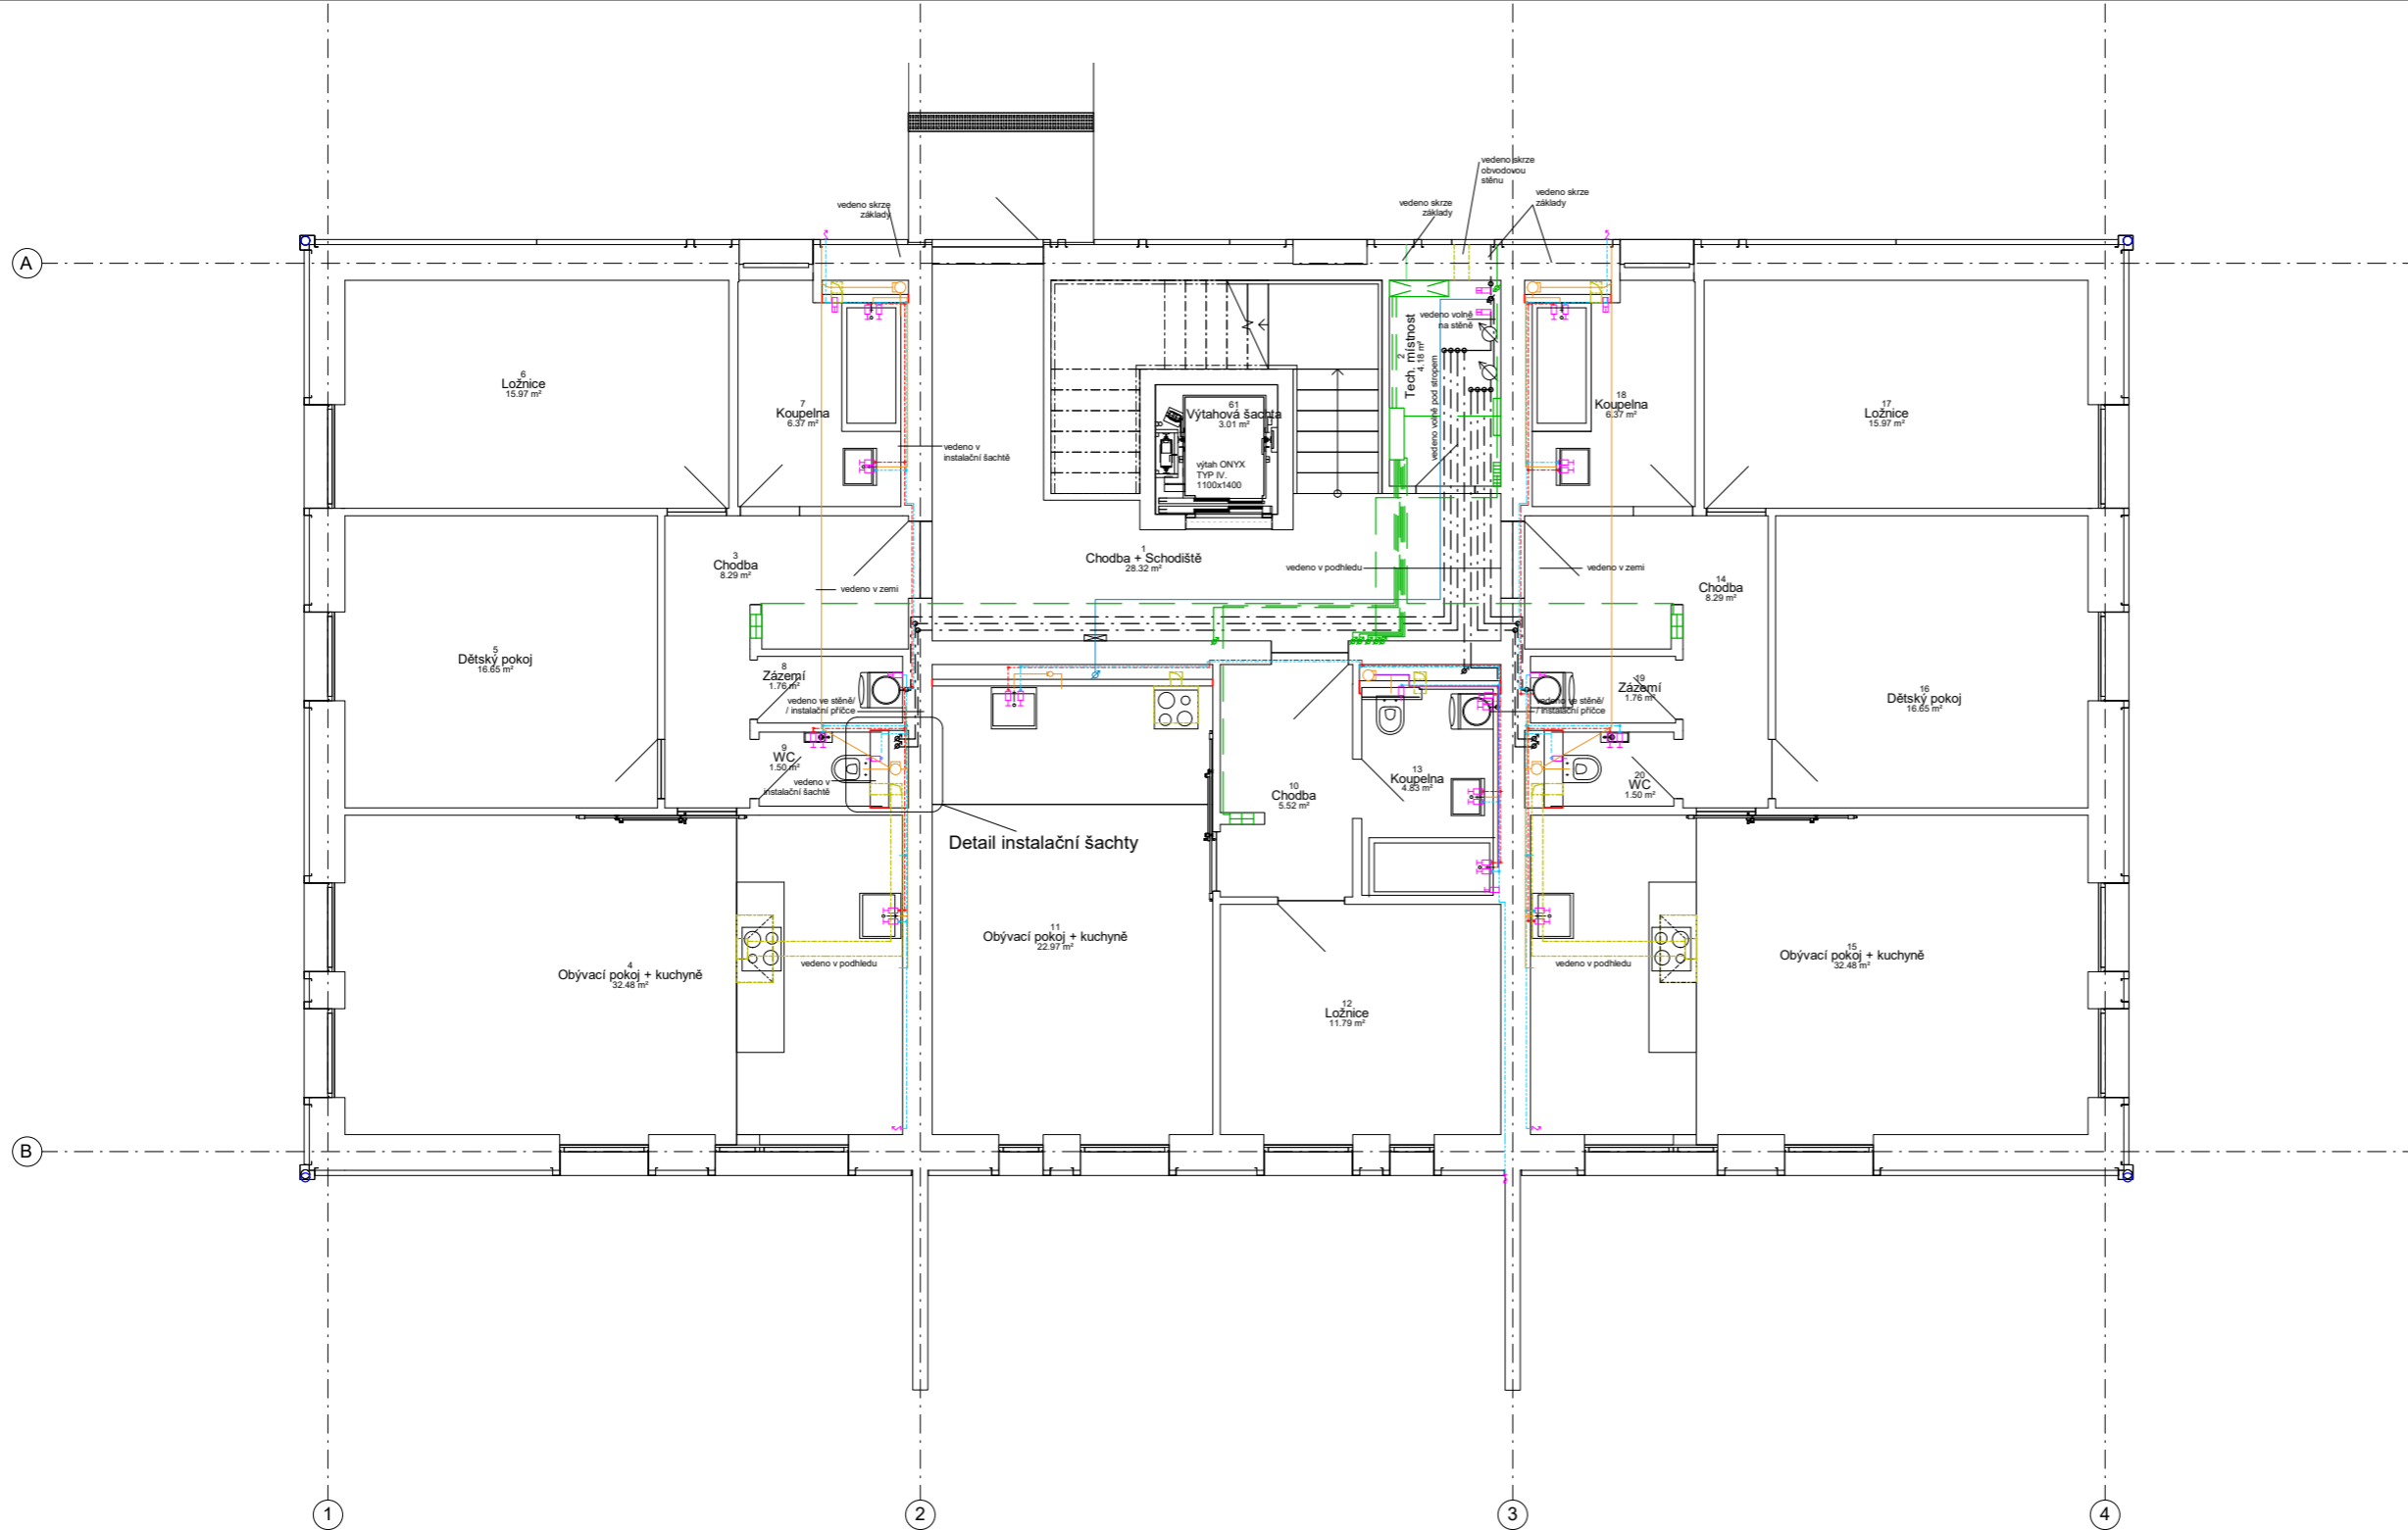 vedeno skrze
obvodovou
stěnu
vedeno skrze
základy
vedeno skrze
základy
vedeno skrze
základy
A
vedeno volně
na stěně
2
Tech. místnost
4.18 m²
vedeno volně pod stropem
6
Ložnice
15.97 m²
7
Koupelna
6.37 m²
61
Výtahová šachta
3.01 m²
18
Koupelna
6.37 m²
17
Ložnice
15.97 m²
vedeno v
instalační šachtě
výtah ONYX
TYP IV.
1100x1400
3
Chodba
8.29 m²
1
Chodba + Schodiště
28.32 m²
vedeno v podhledu
vedeno v zemi
vedeno v zemi
14
Chodba
8.29 m²
5
Dětský pokoj
16.65 m²
8
Zázemí
1.76 m²
vedeno ve stěně/
/ instalační příčce
19
Zázemí
1.76 m²
vedeno ve stěně/
/ instalační příčce
16
Dětský pokoj
16.65 m²
9
WC
1.50 m²
vedeno v
instalační šachtě
13
Koupelna
4.83 m²
10
Chodba
5.52 m²
20
WC
1.50 m²
Detail instalační šachty
11
Obývací pokoj + kuchyně
22.97 m²
4
Obývací pokoj + kuchyně
32.48 m²
vedeno v podhledu
vedeno v podhledu
15
Obývací pokoj + kuchyně
32.48 m²
12
Ložnice
11.79 m²
B
1
2
3
4